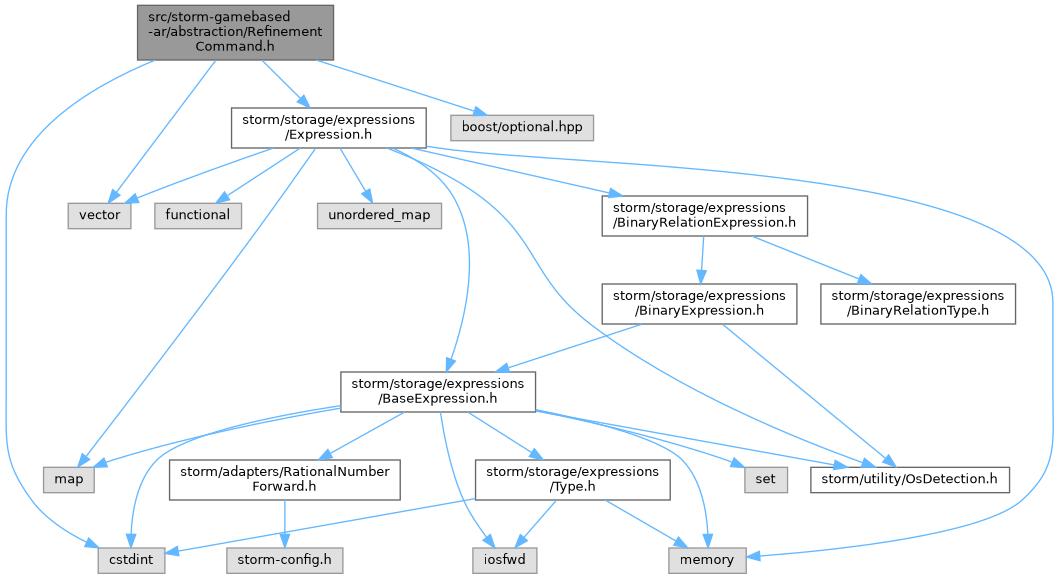 src/storm-gamebased
-ar/abstraction/Refinement
Command.h
storm/storage/expressions
/Expression.h
boost/optional.hpp
vector
functional
unordered_map
storm/storage/expressions
/BinaryRelationExpression.h
storm/storage/expressions
/BinaryExpression.h
storm/storage/expressions
/BinaryRelationType.h
storm/storage/expressions
/BaseExpression.h
map
storm/adapters/RationalNumber
Forward.h
storm/storage/expressions
/Type.h
set
storm/utility/OsDetection.h
cstdint
storm-config.h
iosfwd
memory